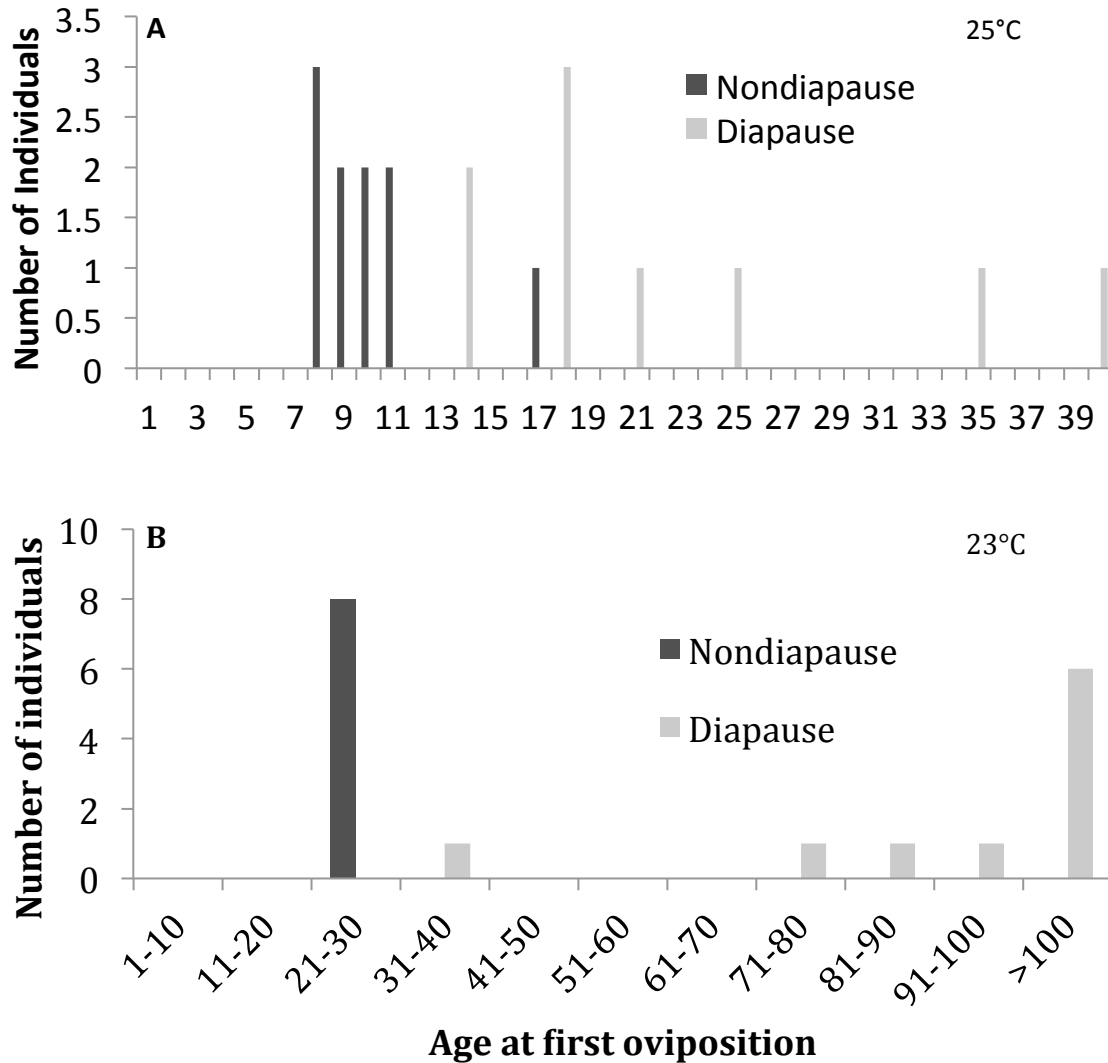 A
25°C
Number of Individuals
3.5
3
2.5
2
1.5
1
0.5
0
Nondiapause
Diapause
1 3 5 7 9 11 13 15 17 19 21 23 25 27 29 31 33 35 37 39
B
23°C
Number of individuals
10
8
6
4
2
0
Nondiapause
Diapause
1-10 11-20 21-30 31-40 41-50 51-60 61-70 71-80 81-90 91-100 >100
Age at first oviposition